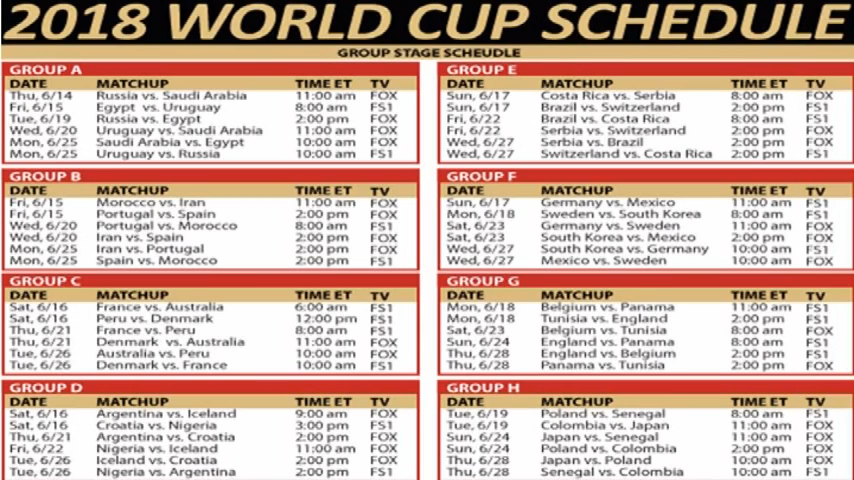 2018 WORLD CUP SCHEDULE
GROUP STAGE SCHEUDLE
GROUP A
DATE MATCHUP TIME ET TV
Thu, 6/14 Russia vs. Saudi Arabia 11:00 am FOX
Fri, 6/15 Egypt vs. Uruguay 8:00 am FS1
Tue, 6/19 Russia vs. Egypt 2:00 pm FOX
Wed, 6/20 Uruguay vs. Saudi Arabia 11:00 am FOX
Mon, 6/25 Saudi Arabia vs. Egypt 10:00 am FOX
Mon, 6/25 Uruguay vs. Russia 10:00 am FS1
GROUP B
DATE MATCHUP TIME ET TV
Fri, 6/15 Morocco vs. Iran 11:00 am FOX
Fri, 6/15 Portugal vs. Spain 2:00 pm FOX
Wed, 6/20 Portugal vs. Morocco 8:00 am FS1
Wed, 6/20 Iran vs. Spain 2:00 pm FOX
Mon, 6/25 Iran vs. Portugal 2:00 pm FOX
Mon, 6/25 Spain vs. Morocco 2:00 pm FS1
GROUP C
DATE MATCHUP TIME ET TV
Sat, 6/16 France vs. Australia 6:00 am FS1
Sat, 6/16 Peru vs. Denmark 12:00 pm FS1
Thu, 6/21 France vs. Peru 8:00 am FS1
Thu, 6/21 Denmark vs. Australia 11:00 am FOX
Tue, 6/26 Australia vs. Peru 10:00 am FOX
Tue, 6/26 Denmark vs. France 10:00 am FS1
GROUP D
DATE MATCHUP TIME ET TV
Sat, 6/16 Argentina vs. Iceland 9:00 am FOX
Sat, 6/16 Croatia vs. Nigeria 3:00 pm FS1
Thu, 6/21 Argentina vs. Croatia 2:00 pm FOX
Fri, 6/22 Nigeria vs. Iceland 11:00 am FOX
Tue, 6/26 Iceland vs. Croatia 2:00 pm FOX
Tue, 6/26 Nigeria vs. Argentina 2:00 pm FS1
GROUP E
DATE MATCHUP TIME ET TV
Sun, 6/17 Costa Rica vs. Serbia 8:00 am FOX
Sun, 6/17 Brazil vs. Switzerland 2:00 pm FS1
Fri, 6/22 Brazil vs. Costa Rica 8:00 am FS1
Fri, 6/22 Serbia vs. Switzerland 2:00 pm FOX
Wed, 6/27 Serbia vs. Brazil 2:00 pm FOX
Wed, 6/27 Switzerland vs. Costa Rica 2:00 pm FS1
GROUP F
DATE MATCHUP TIME ET TV
Sun, 6/17 Germany vs. Mexico 11:00 am FS1
Mon, 6/18 Sweden vs. South Korea 8:00 am FS1
Sat, 6/23 Germany vs. Sweden 11:00 am FOX
Sat, 6/23 South Korea vs. Mexico 2:00 pm FOX
Wed, 6/27 South Korea vs. Germany 10:00 am FS1
Wed, 6/27 Mexico vs. Sweden 10:00 am FOX
GROUP G
DATE MATCHUP TIME ET TV
Mon, 6/18 Belgium vs. Panama 11:00 am FS1
Mon, 6/18 Tunisia vs. England 2:00 pm FS1
Sat, 6/23 Belgium vs. Tunisia 8:00 am FOX
Sun, 6/24 England vs. Panama 8:00 am FS1
Thu, 6/28 England vs. Belgium 2:00 pm FS1
Thu, 6/28 Panama vs. Tunisia 2:00 pm FOX
GROUP H
DATE MATCHUP TIME ET TV
Tue, 6/19 Poland vs. Senegal 8:00 am FS1
Tue, 6/19 Colombia vs. Japan 11:00 am FOX
Sun, 6/24 Japan vs. Senegal 11:00 am FOX
Sun, 6/24 Poland vs. Colombia 2:00 pm FOX
Thu, 6/28 Japan vs. Poland 10:00 am FOX
Thu, 6/28 Senegal vs. Colombia 10:00 am FS1